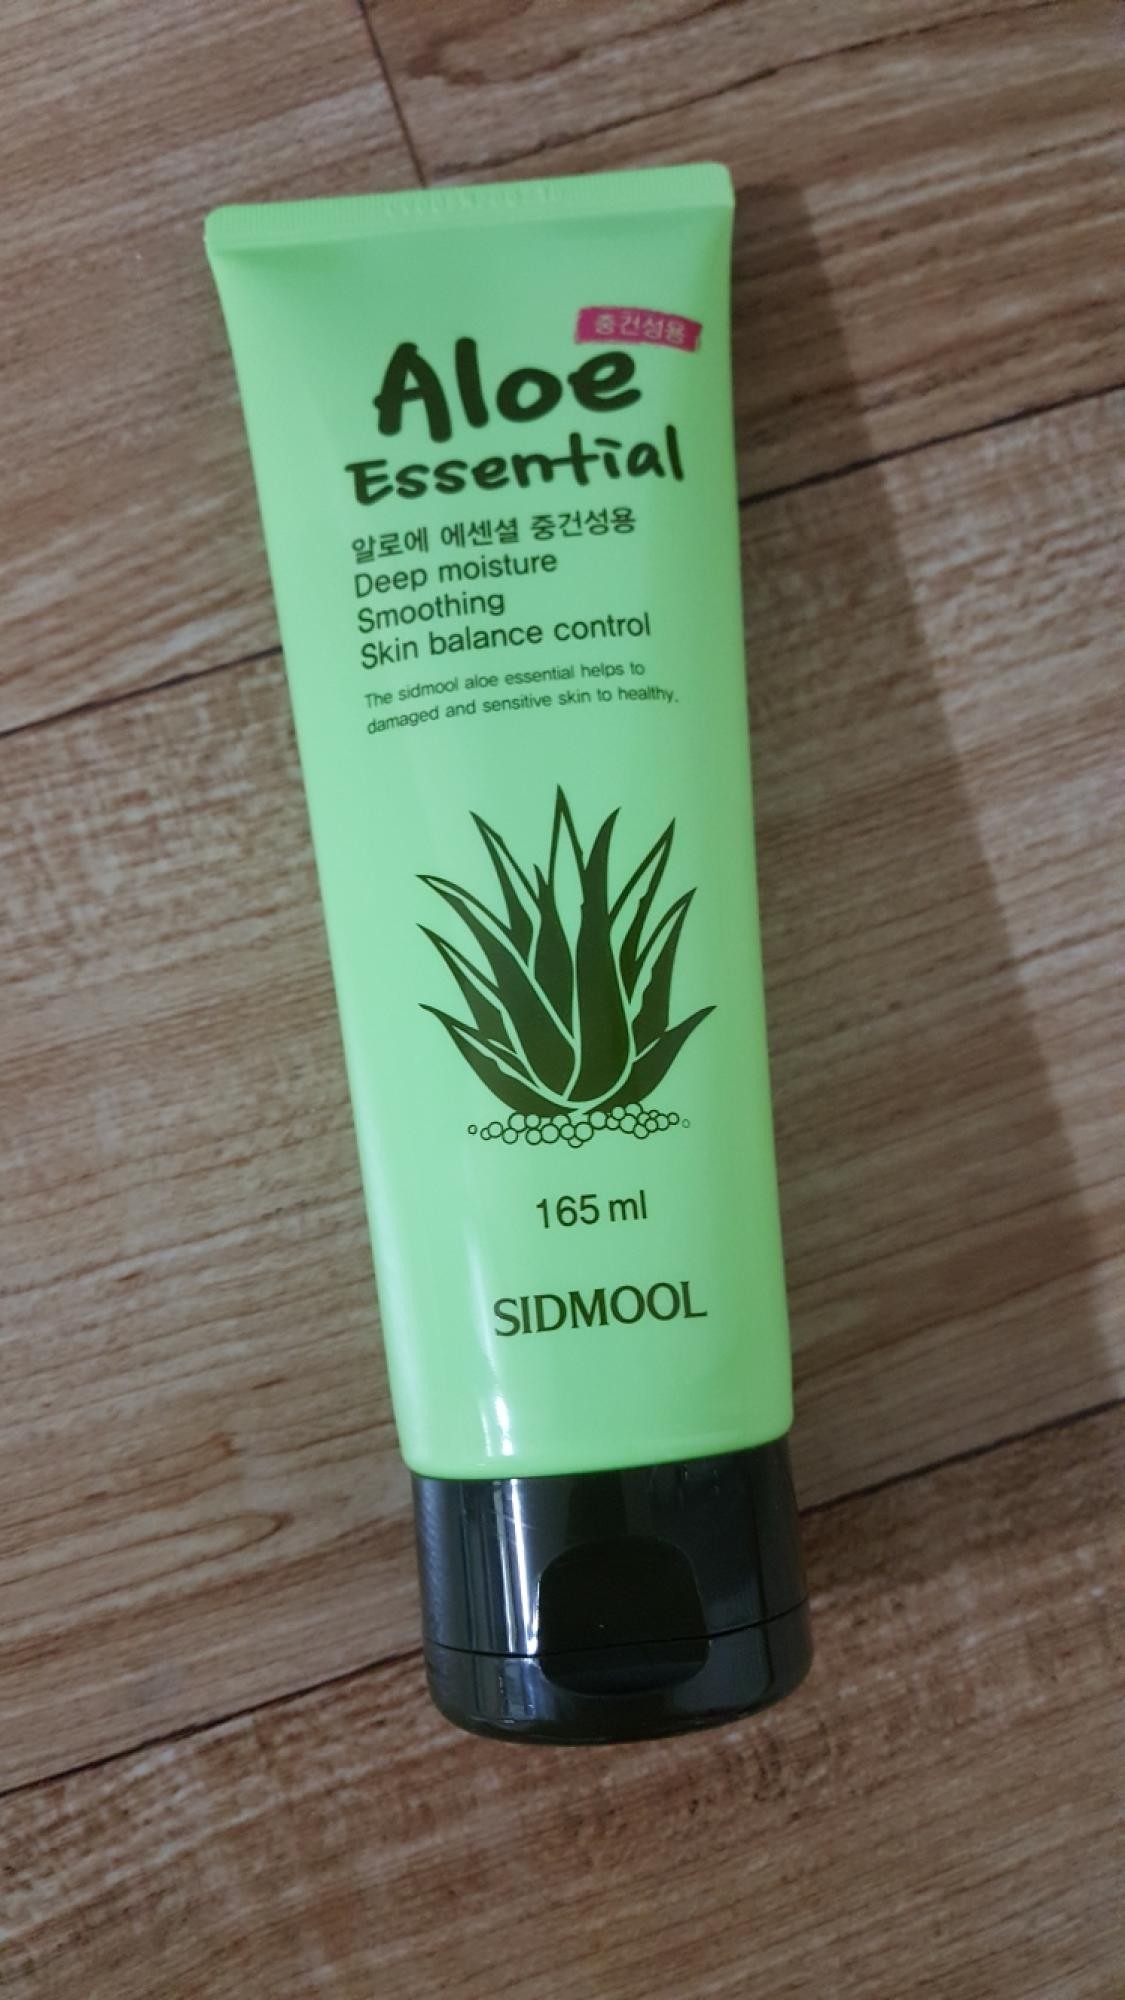 중건성용
Aloe
Essential
알로에 에센셜 중건성용
Deep moisture
Smoothing
Skin balance control
The sidmool aloe essential helps to
damaged and sensitive skin to healthy.
165 ml
SIDMOOL